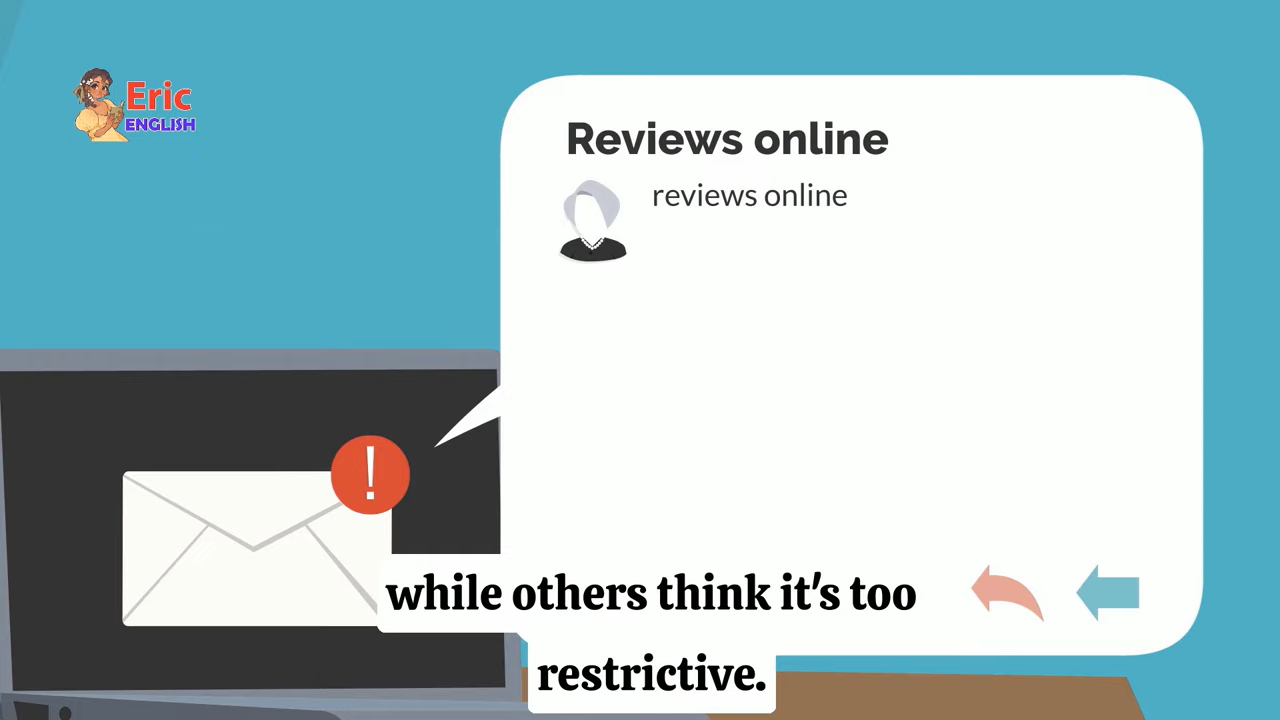 Eric
ENGLISH
Reviews online
reviews online
!
while others think it's too
restrictive.